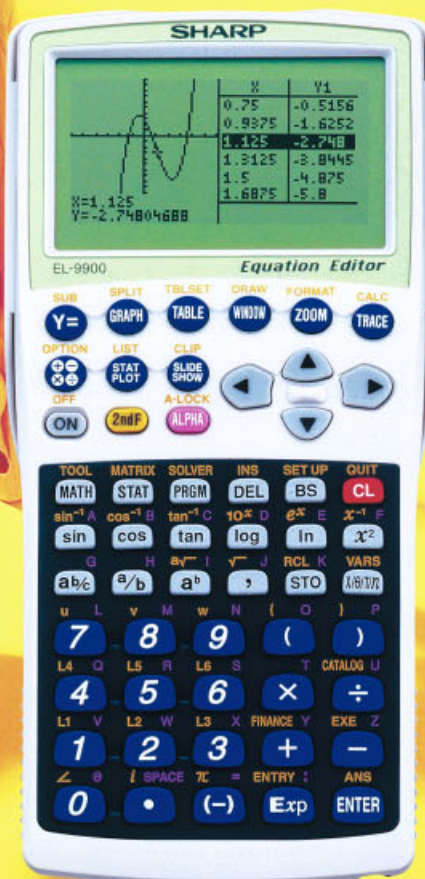 SHARP
X Y1
0.75 -0.5156
0.9375 -1.6252
1.125 -2.748
1.3125 -3.8445
1.5 -4.875
1.6875 -5.8
X=1.125
Y=-2.74804688
EL-9900 Equation Editor
SUB SPLIT TBLSET DRAW FORMAT CALC
Y= GRAPH TABLE WINDOW ZOOM TRACE
OPTION LIST CLIP
STAT PLOT SLIDE SHOW
OFF A-LOCK
ON 2ndF ALPHA
TOOL MATRIX SOLVER INS SET UP QUIT
MATH STAT PRGM DEL BS CL
sin⁻¹ A cos⁻¹ B tan⁻¹ C 10ˣ D eˣ E x⁻¹ F
sin cos tan log ln x²
G H a√ I √ J RCL K VARS
ab/c a/b aᵇ , STO X/θ/T/n
u L v M w N { O } P
7 8 9 ( )
L4 Q L5 R L6 S T CATALOG U
4 5 6 × ÷
L1 V L2 W L3 X FINANCE Y EXE Z
1 2 3 + −
∠ θ i SPACE π = ENTRY : ANS
0 • (−) Exp ENTER